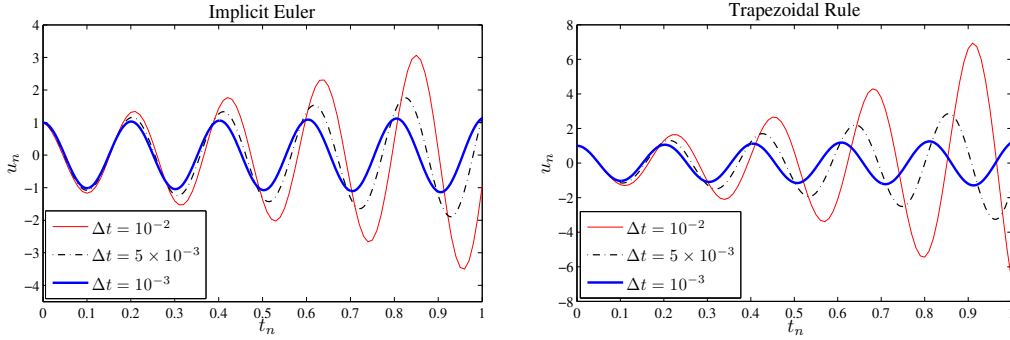 Implicit Euler
4
3
2
1
0
−1
−2
−3
−4
u_n
Δt = 10^{-2}
Δt = 5 × 10^{-3}
Δt = 10^{-3}
0 0.1 0.2 0.3 0.4 0.5 0.6 0.7 0.8 0.9 1
t_n
Trapezoidal Rule
8
6
4
2
0
−2
−4
−6
−8
u_n
Δt = 10^{-2}
Δt = 5 × 10^{-3}
Δt = 10^{-3}
0 0.1 0.2 0.3 0.4 0.5 0.6 0.7 0.8 0.9 1
t_n